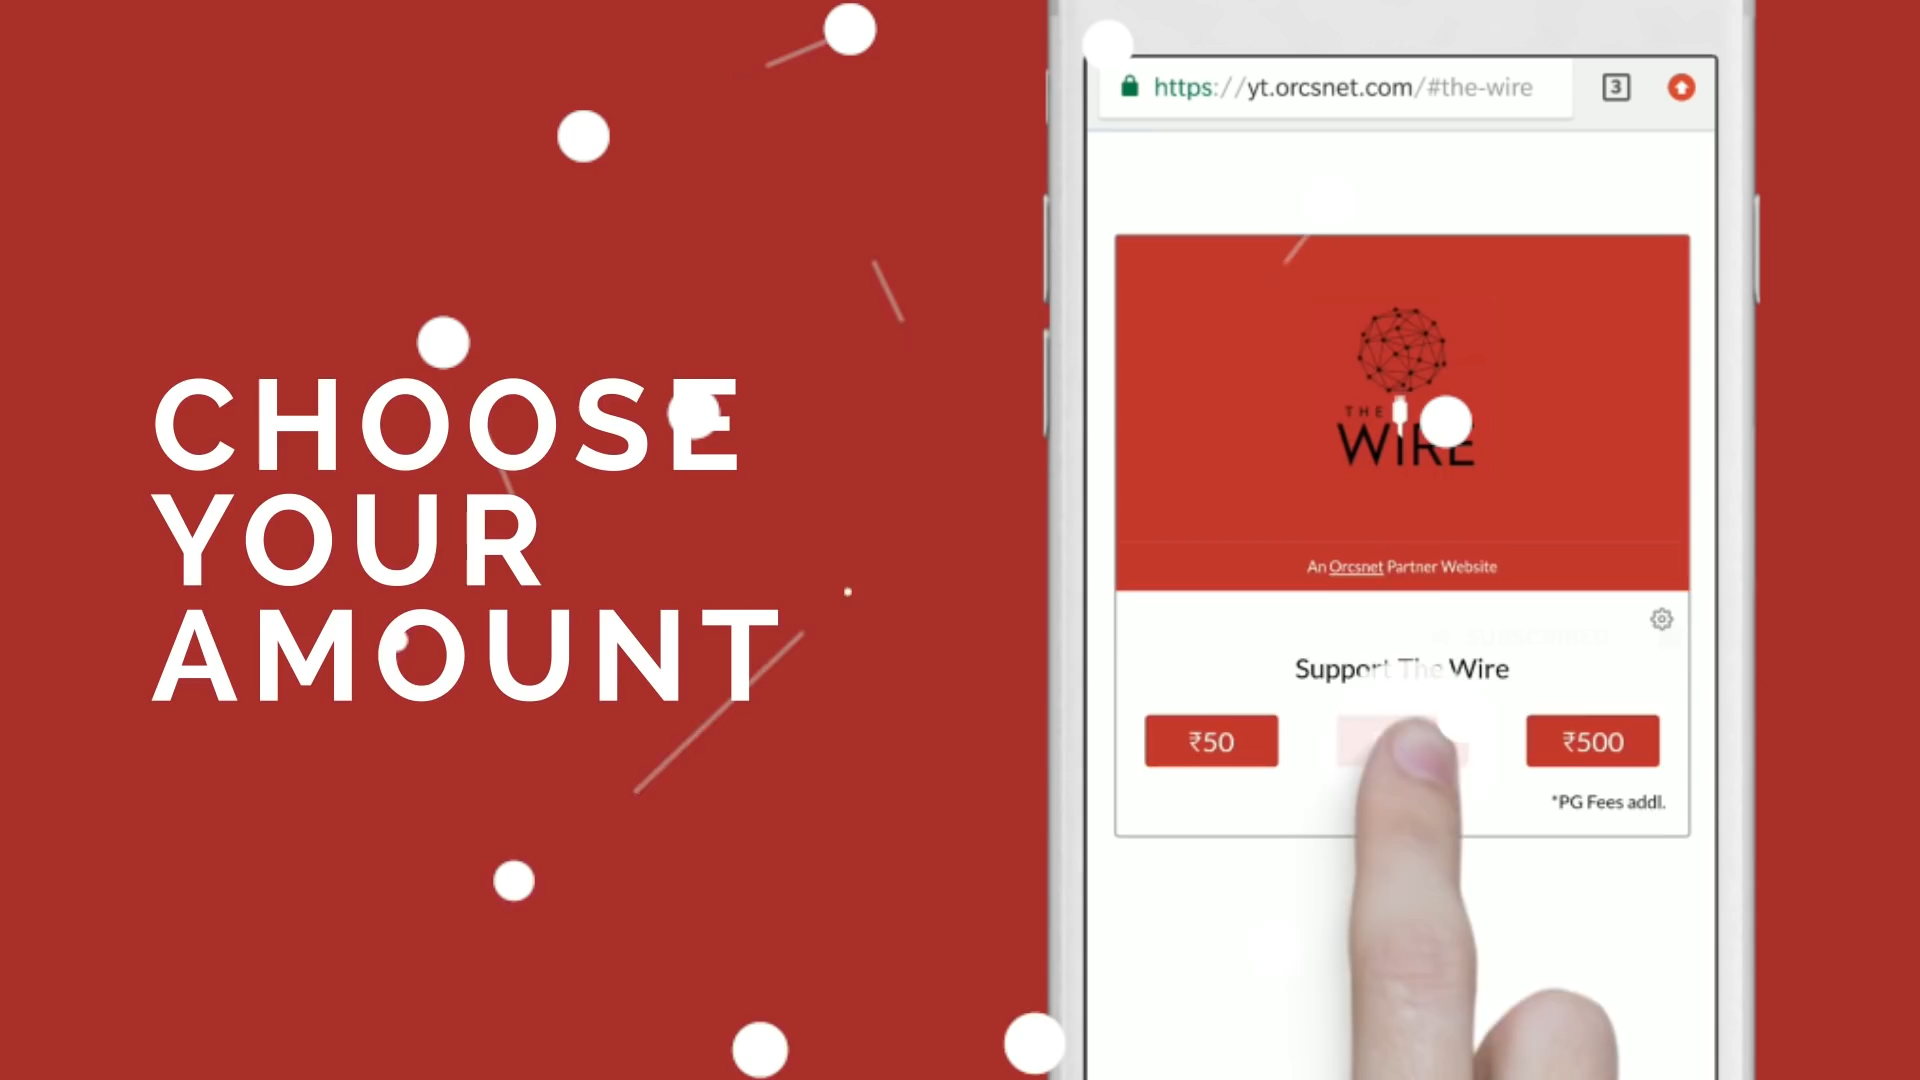 CHOOSE
YOUR
AMOUNT
https://yt.orcsnet.com/#the-wire
3
THE
WIRE
An Orcsnet Partner Website
Support The Wire
₹50
₹500
*PG Fees addl.